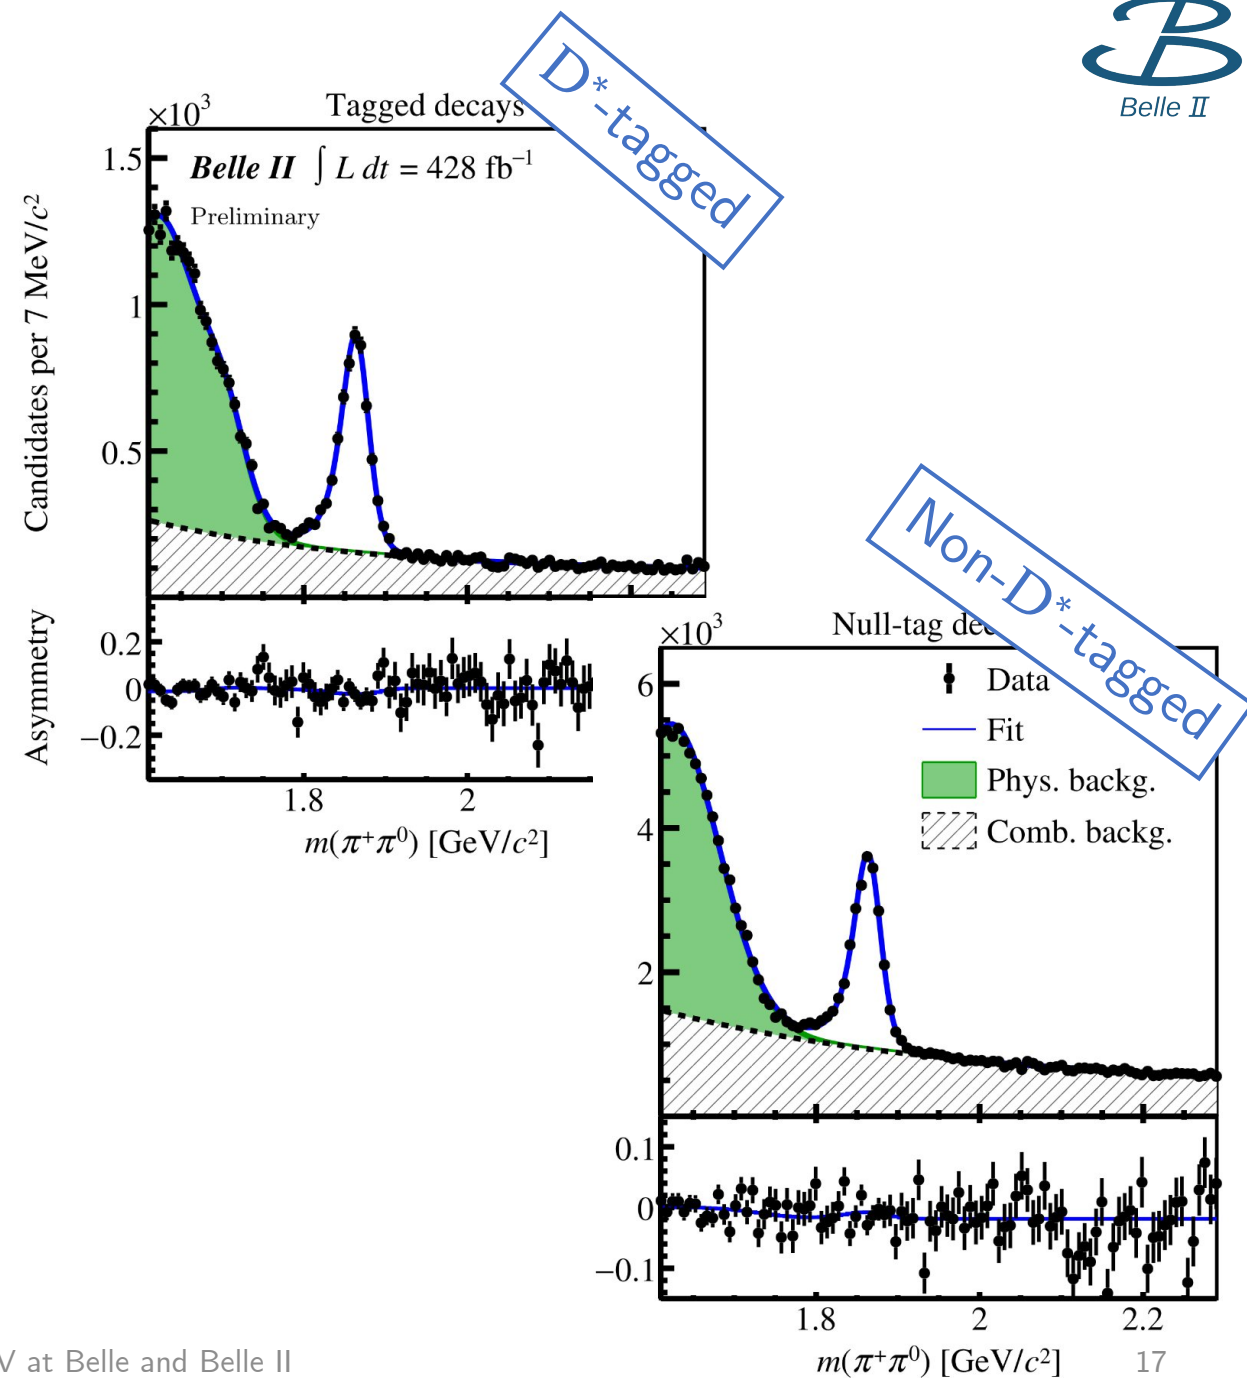 Belle II
D*-tagged
Tagged decays
×10³
Belle II ∫ L dt = 428 fb⁻¹
Preliminary
Candidates per 7 MeV/c²
1.5
1
0.5
Asymmetry
0.2
0
−0.2
1.8 2
m(π⁺π⁰) [GeV/c²]
Non-D*-tagged
×10³
Null-tag
Data
Fit
Phys. backg.
Comb. backg.
6
4
2
0.1
0
−0.1
1.8 2 2.2
m(π⁺π⁰) [GeV/c²]
at Belle and Belle II
17